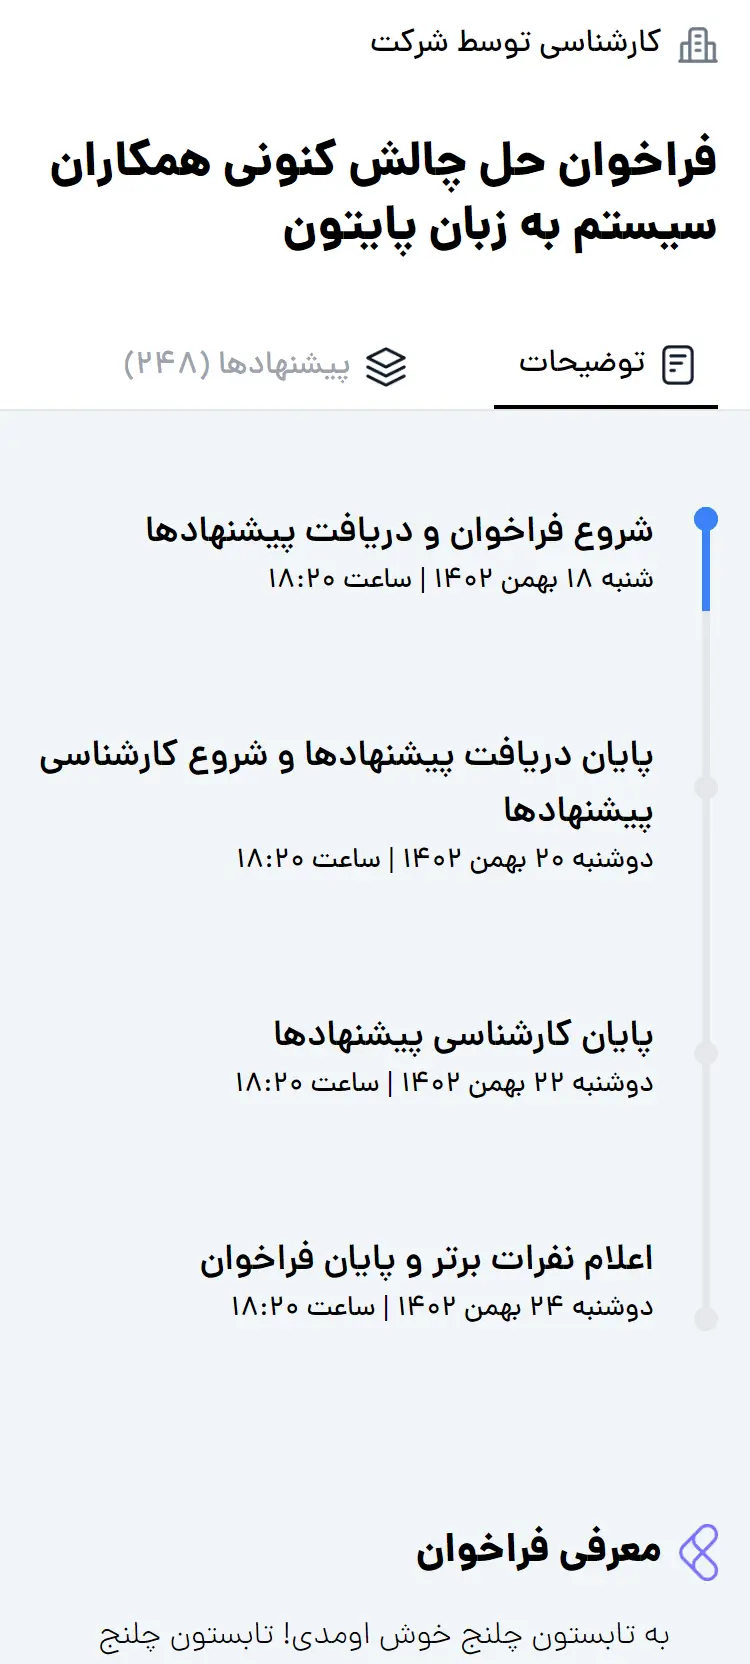 کارشناسی توسط شرکت
فراخوان حل چالش کنونی همکاران
سیستم به زبان پایتون
توضیحات
پیشنهادها (۲۴۸)
شروع فراخوان و دریافت پیشنهادها
شنبه ۱۸ بهمن ۱۴۰۲ | ساعت ۱۸:۲۰
پایان دریافت پیشنهادها و شروع کارشناسی
پیشنهادها
دوشنبه ۲۰ بهمن ۱۴۰۲ | ساعت ۱۸:۲۰
پایان کارشناسی پیشنهادها
دوشنبه ۲۲ بهمن ۱۴۰۲ | ساعت ۱۸:۲۰
اعلام نفرات برتر و پایان فراخوان
دوشنبه ۲۴ بهمن ۱۴۰۲ | ساعت ۱۸:۲۰
معرفی فراخوان
به تابستون چلنج خوش اومدی! تابستون چلنج